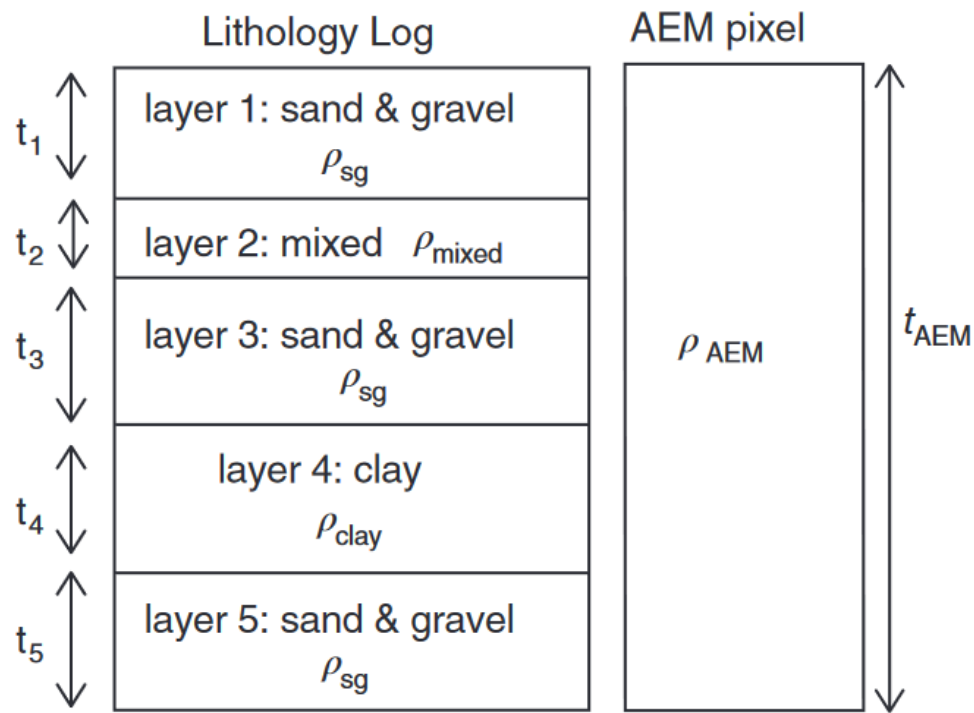 Lithology Log
AEM pixel
t₁
layer 1: sand & gravel
ρsg
t₂
layer 2: mixed ρmixed
t₃
layer 3: sand & gravel
ρsg
t₄
layer 4: clay
ρclay
t₅
layer 5: sand & gravel
ρsg
ρ AEM
tAEM